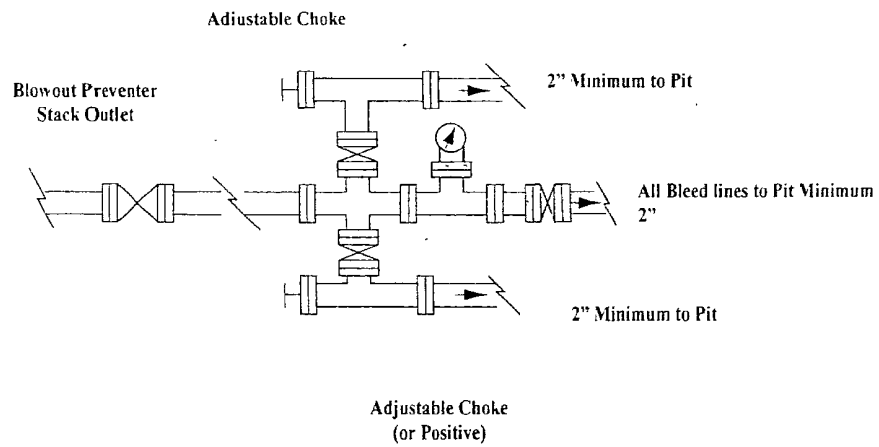 Adjustable Choke
2” Minimum to Pit
Blowout Preventer
Stack Outlet
All Bleed lines to Pit Minimum
2”
2” Minimum to Pit
Adjustable Choke
(or Positive)